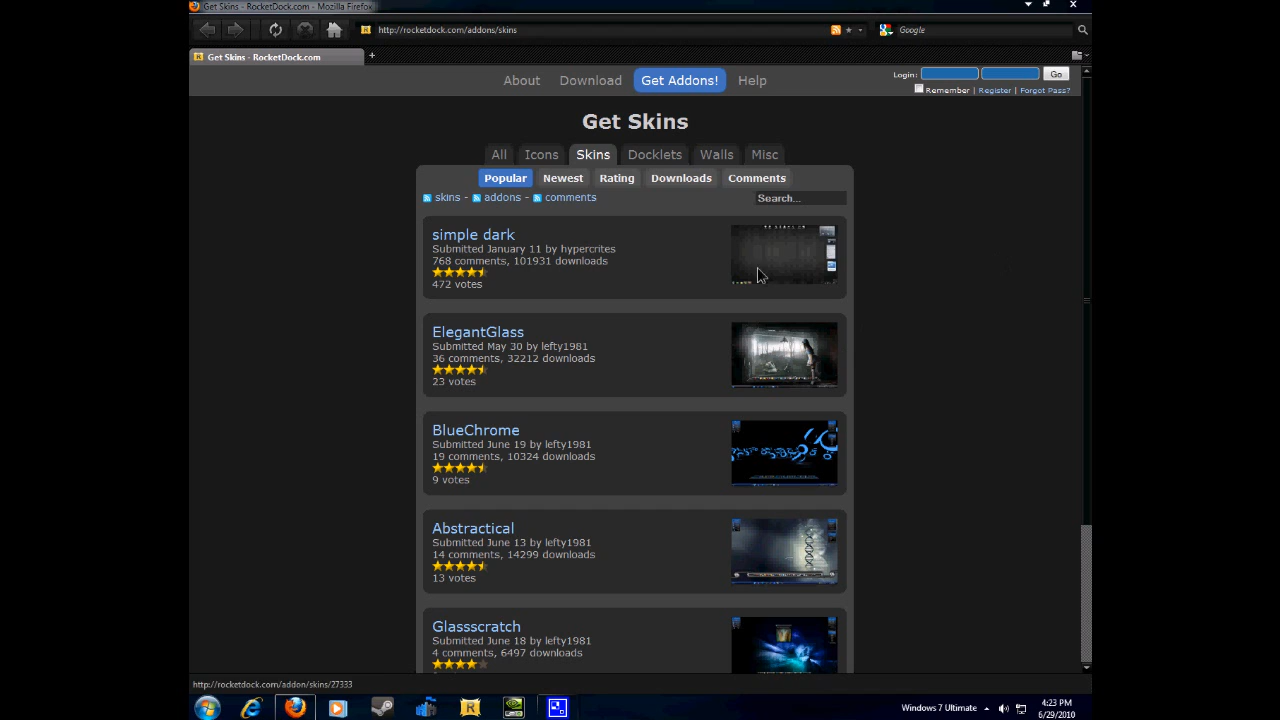 Get Skins - RocketDock.com - Mozilla Firefox
http://rocketdock.com/addons/skins
Google
Get Skins - RocketDock.com
+
About Download Get Addons! Help
Login: Go
Remember | Register | Forgot Pass?
Get Skins
All Icons Skins Docklets Walls Misc
Popular Newest Rating Downloads Comments
skins - addons - comments
Search...
simple dark
Submitted January 11 by hypercrites
768 comments, 101931 downloads
472 votes
ElegantGlass
Submitted May 30 by lefty1981
36 comments, 32212 downloads
23 votes
BlueChrome
Submitted June 19 by lefty1981
19 comments, 10324 downloads
9 votes
Abstractical
Submitted June 13 by lefty1981
14 comments, 14299 downloads
13 votes
Glassscratch
Submitted June 18 by lefty1981
4 comments, 6497 downloads
http://rocketdock.com/addon/skins/27333
Windows 7 Ultimate
4:23 PM
6/29/2010